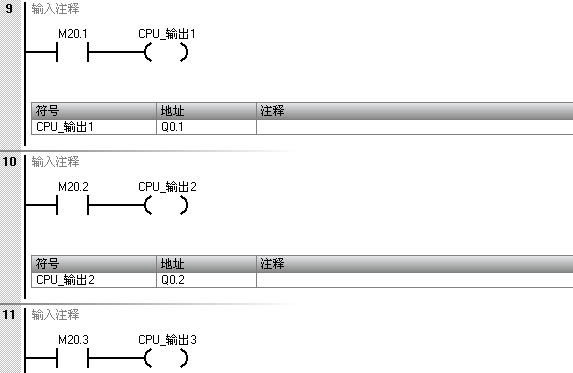 9 输入注释
M20.1 CPU_输出1
符号 地址 注释
CPU_输出1 Q0.1
10 输入注释
M20.2 CPU_输出2
符号 地址 注释
CPU_输出2 Q0.2
11 输入注释
M20.3 CPU_输出3